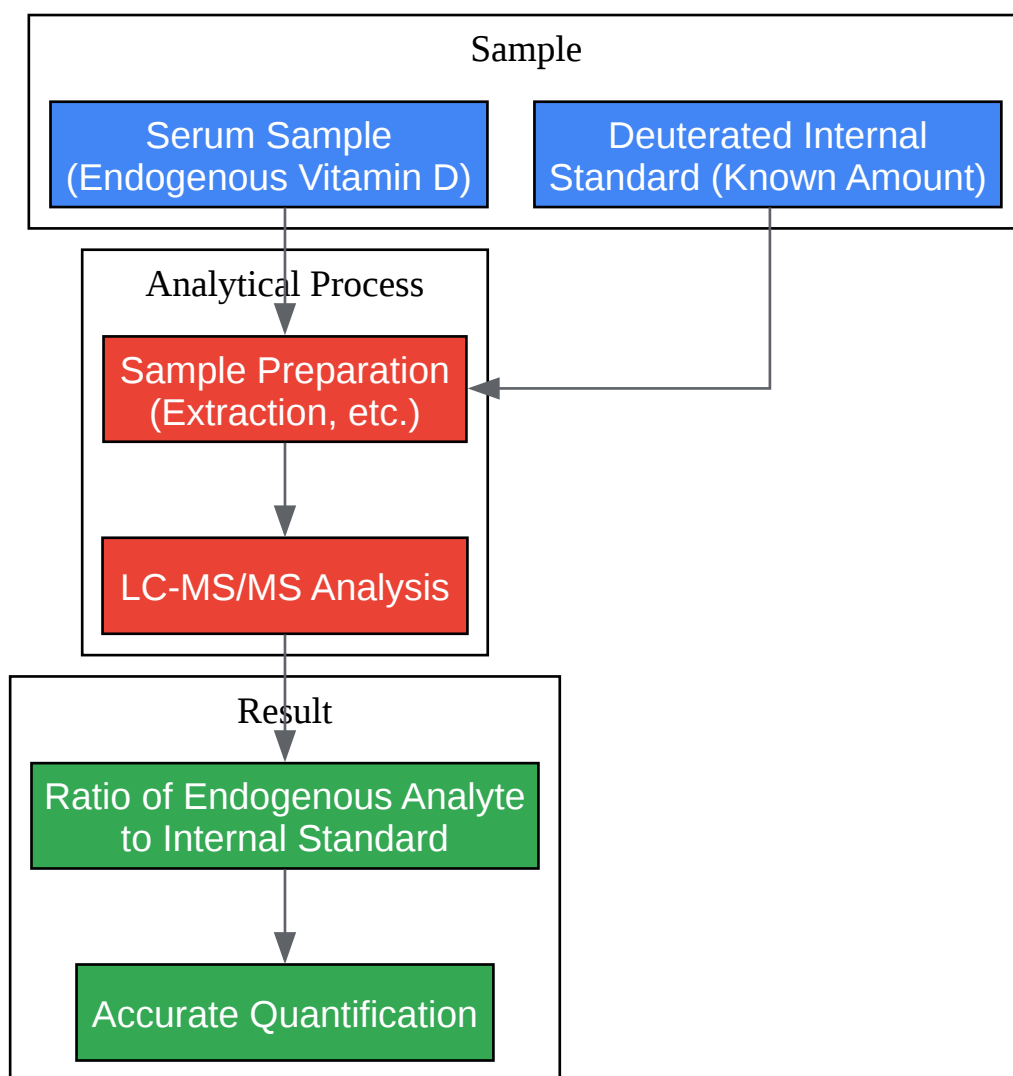 Sample
Serum Sample
(Endogenous Vitamin D)
Deuterated Internal
Standard (Known Amount)
Analytical Process
Sample Preparation
(Extraction, etc.)
LC-MS/MS Analysis
Result
Ratio of Endogenous Analyte
to Internal Standard
Accurate Quantification